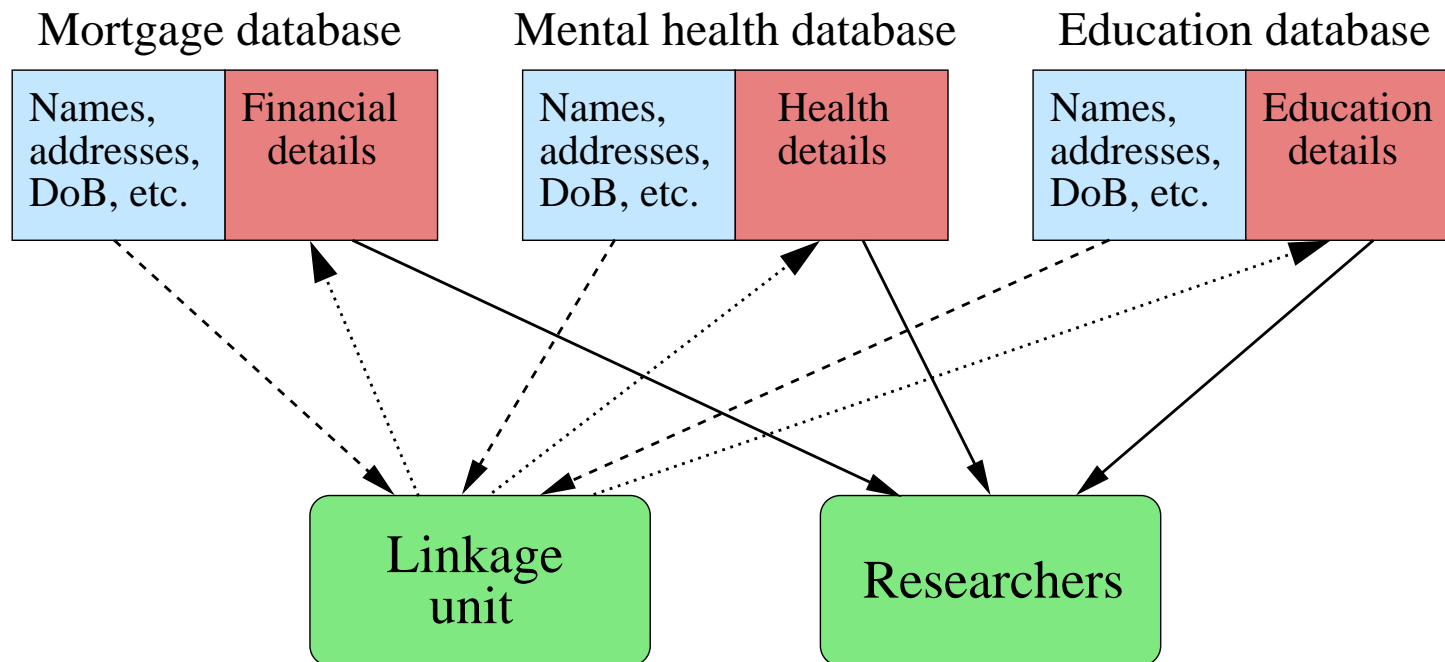 Mortgage database
Mental health database
Education database
Names,
addresses,
DoB, etc.
Financial
details
Names,
addresses,
DoB, etc.
Health
details
Names,
addresses,
DoB, etc.
Education
details
Linkage
unit
Researchers